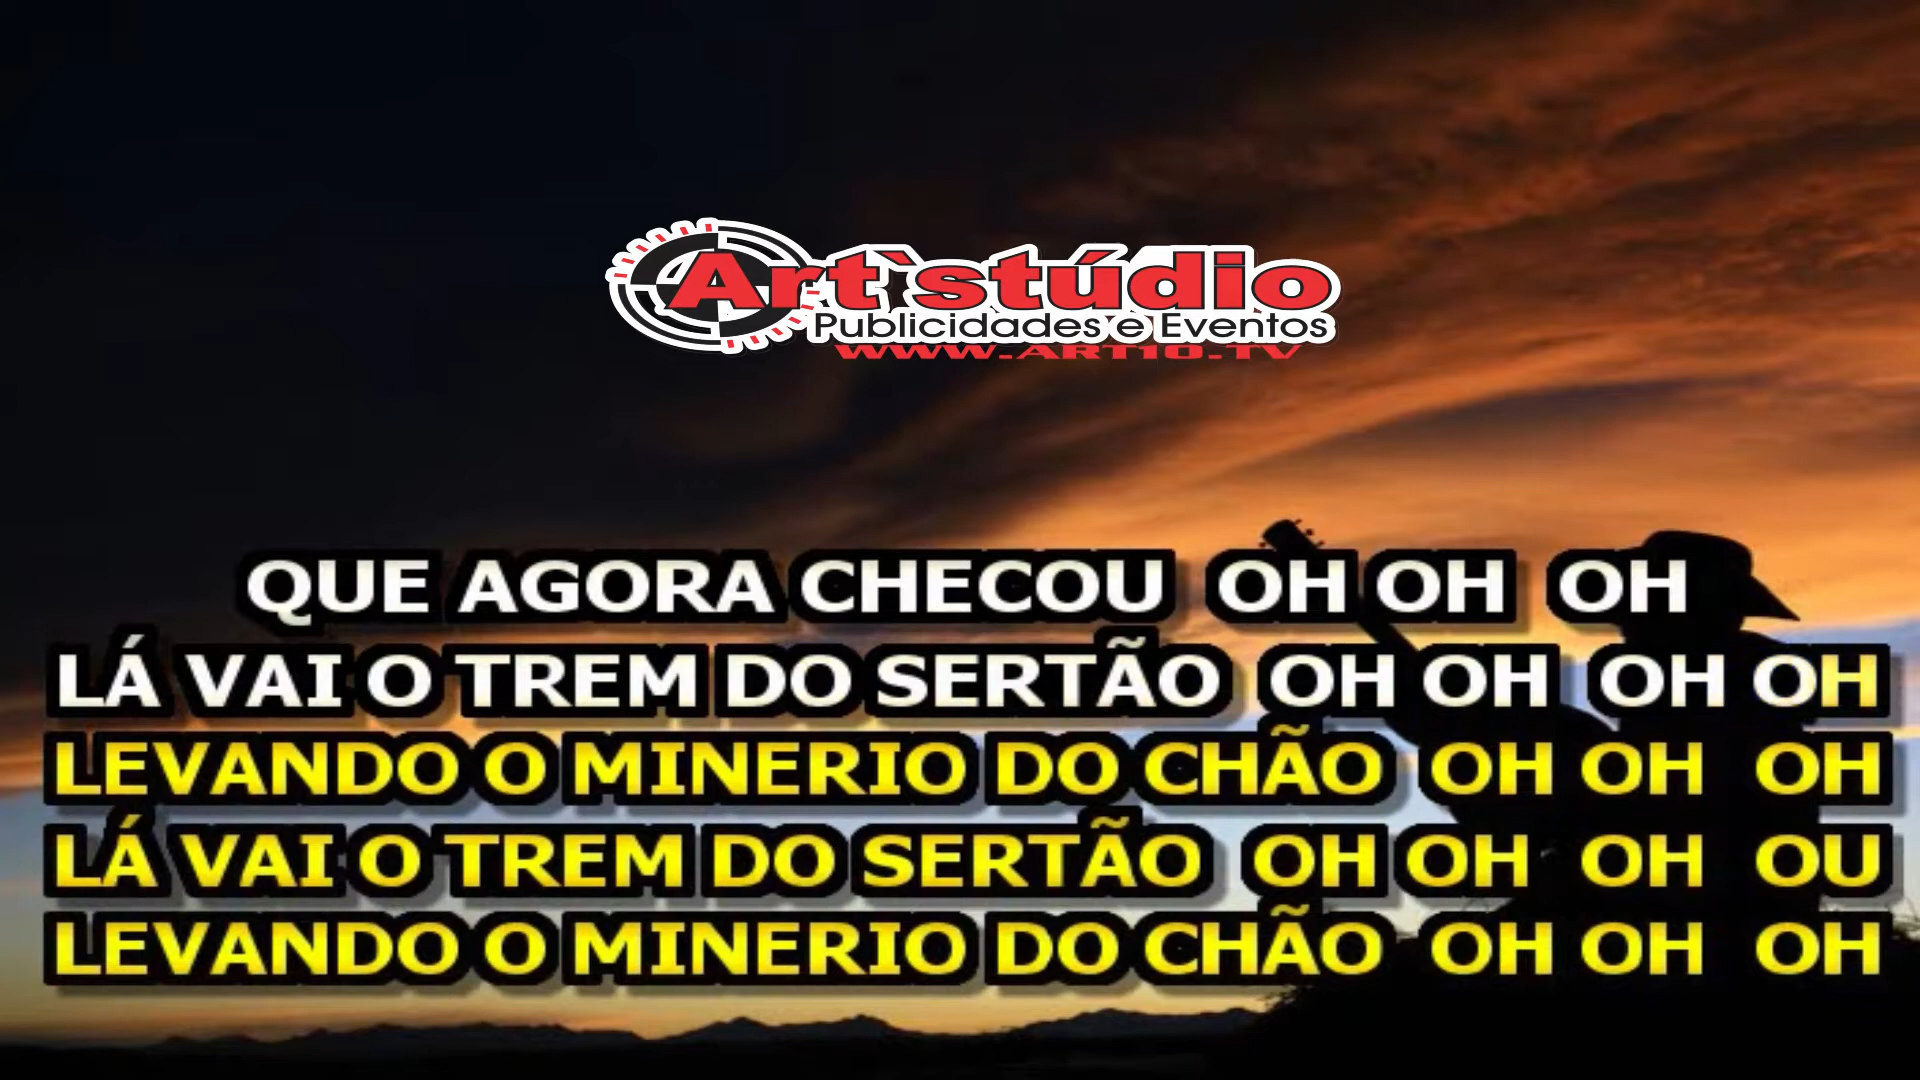 Art`stúdio
Publicidades e Eventos
WWW.ART10.TV
QUE AGORA CHECOU OH OH OH
LÁ VAI O TREM DO SERTÃO OH OH OH OH
LEVANDO O MINERIO DO CHÃO OH OH OH
LÁ VAI O TREM DO SERTÃO OH OH OH OU
LEVANDO O MINERIO DO CHÃO OH OH OH